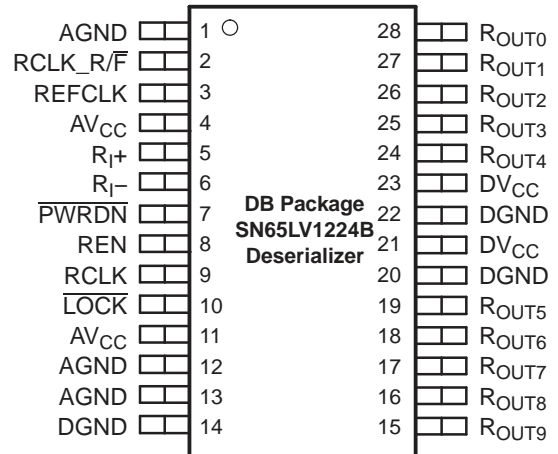 AGND 1 28 ROUT0
RCLK_R/F̅ 2 27 ROUT1
REFCLK 3 26 ROUT2
AVCC 4 25 ROUT3
RI+ 5 24 ROUT4
RI− 6 23 DVCC
P̅W̅R̅D̅N̅ 7 22 DGND
REN 8 21 DVCC
RCLK 9 20 DGND
L̅O̅C̅K̅ 10 19 ROUT5
AVCC 11 18 ROUT6
AGND 12 17 ROUT7
AGND 13 16 ROUT8
DGND 14 15 ROUT9
DB Package
SN65LV1224B
Deserializer